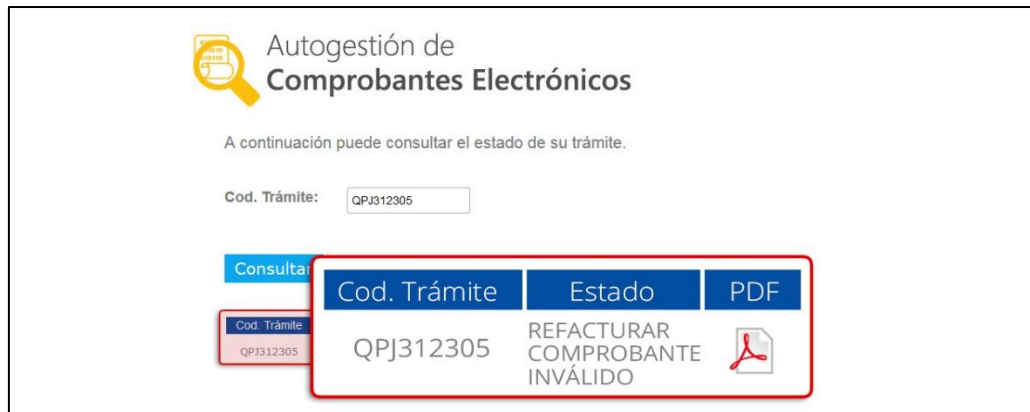 Autogestión de
Comprobantes Electrónicos
A continuación puede consultar el estado de su trámite.
Cod. Trámite: QPJ312305
Consultar
Cod. Trámite
QPJ312305
Cod. Trámite Estado PDF
QPJ312305 REFACTURAR
COMPROBANTE
INVÁLIDO